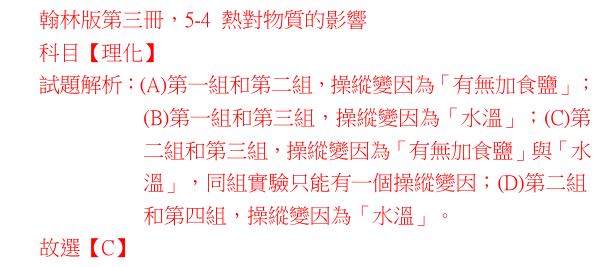 翰林版第三冊，5-4 熱對物質的影響
科目【理化】
試題解析：(A)第一組和第二組，操縱變因為「有無加食鹽」；
(B)第一組和第三組，操縱變因為「水溫」；(C)第
二組和第三組，操縱變因為「有無加食鹽」與「水
溫」，同組實驗只能有一個操縱變因；(D)第二組
和第四組，操縱變因為「水溫」。
故選【C】